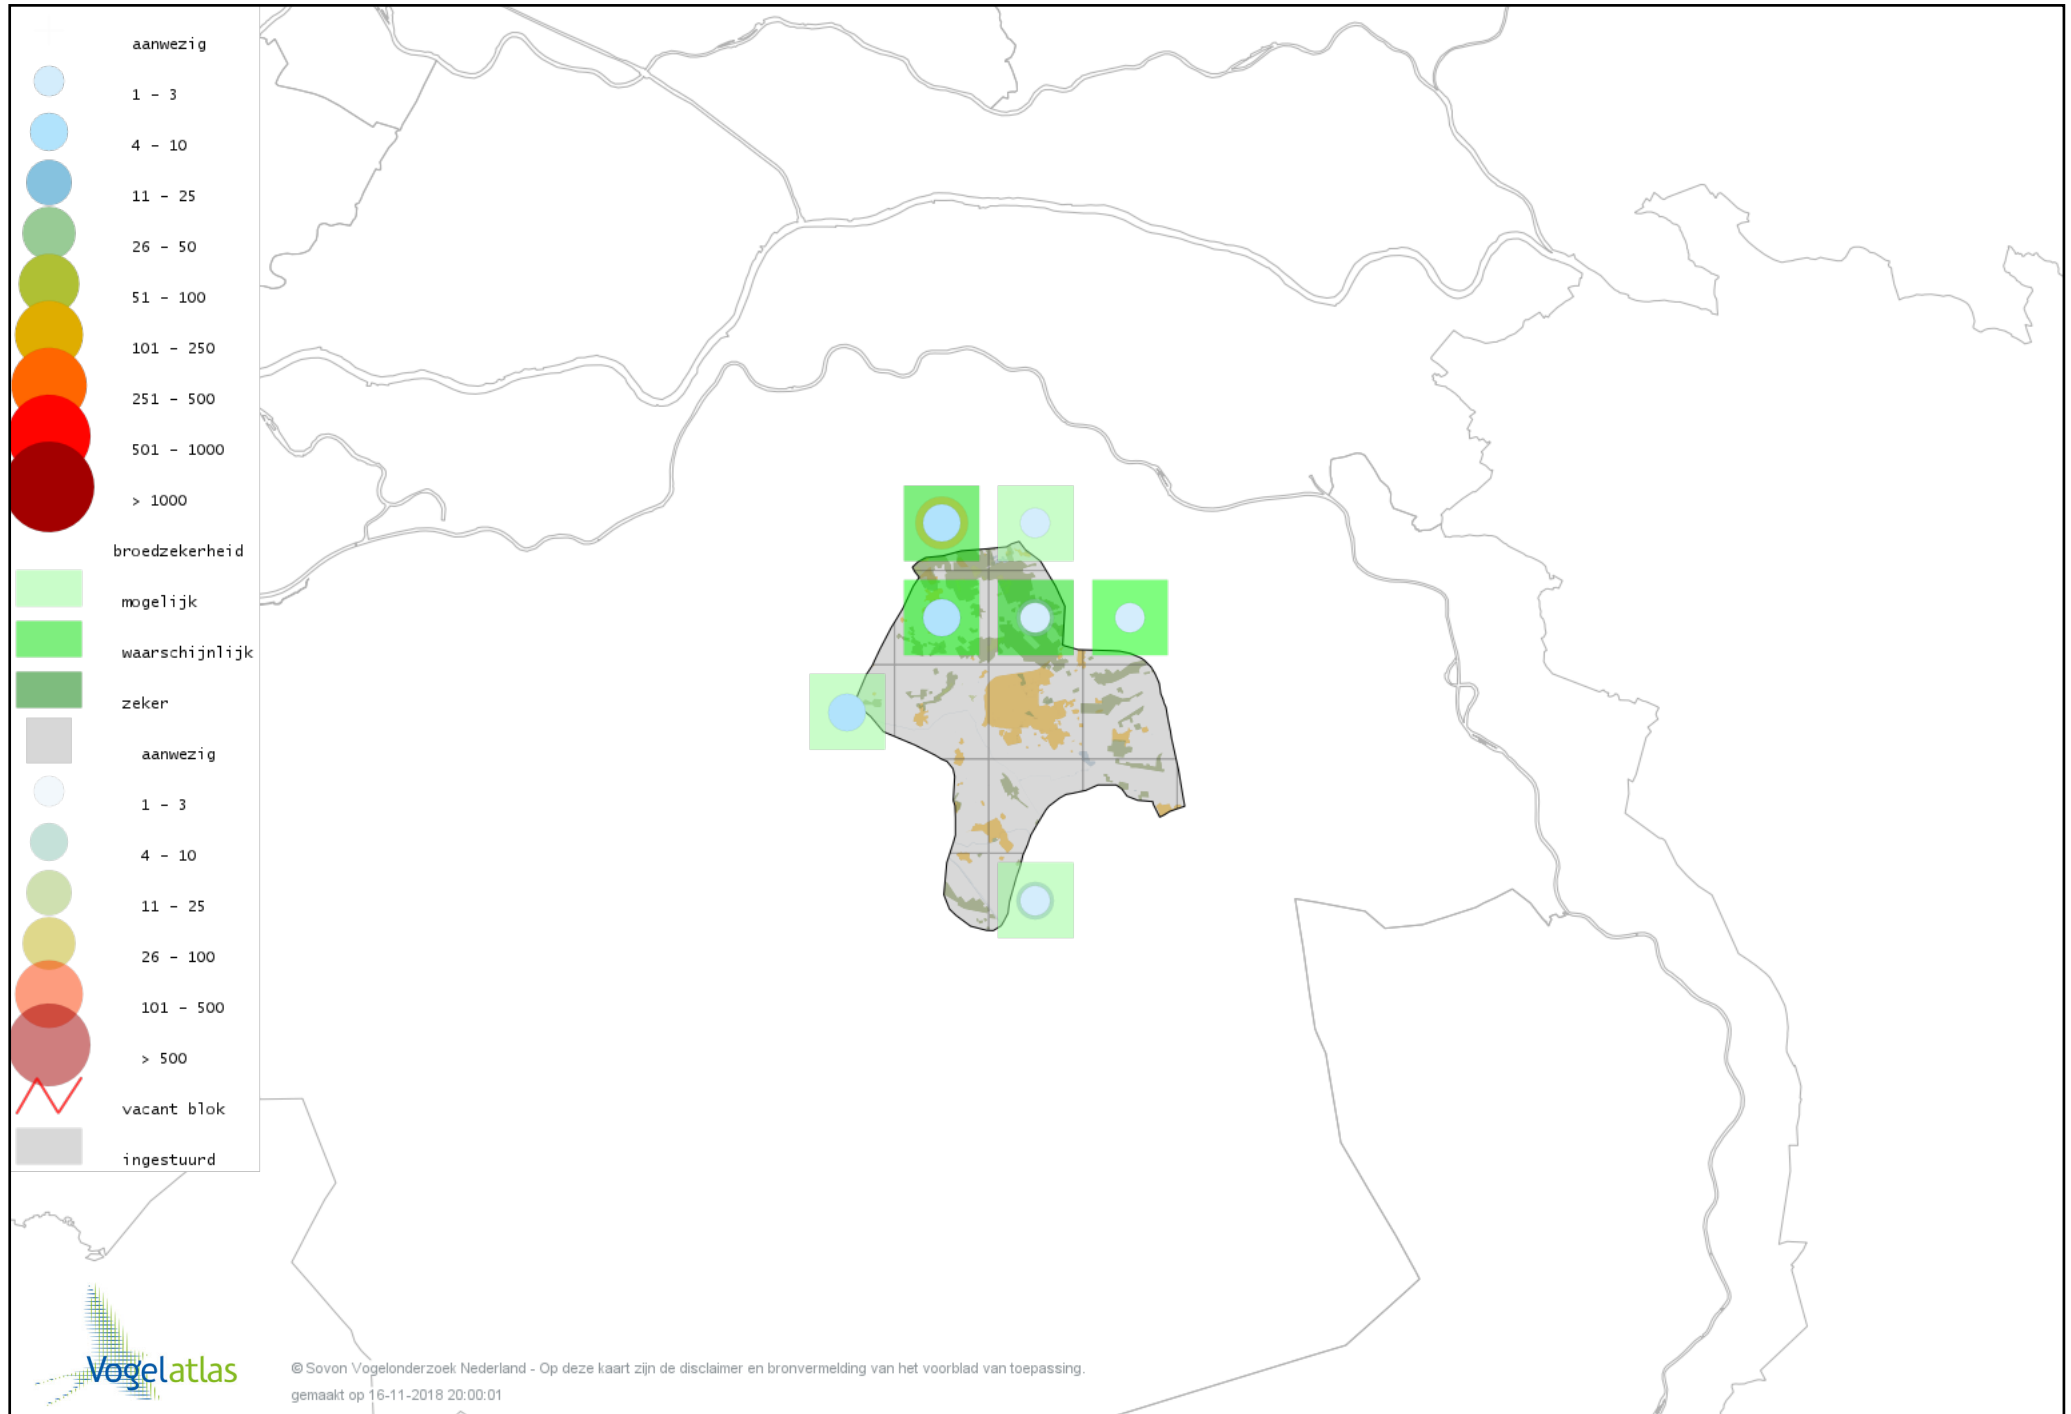 aanwezig
1 - 3
4 - 10
11 - 25
26 - 50
51 - 100
101 - 250
251 - 500
501 - 1000
> 1000
broedzekerheid
mogelijk
waarschijnlijk
zeker
aanwezig
1 - 3
4 - 10
11 - 25
26 - 100
101 - 500
> 500
vacant blok
ingestuurd
Vogelatlas
© Sovon Vogelonderzoek Nederland - Op deze kaart zijn de disclaimer en bronvermelding van het voorblad van toepassing.
gemaakt op 16-11-2018 20:00:01